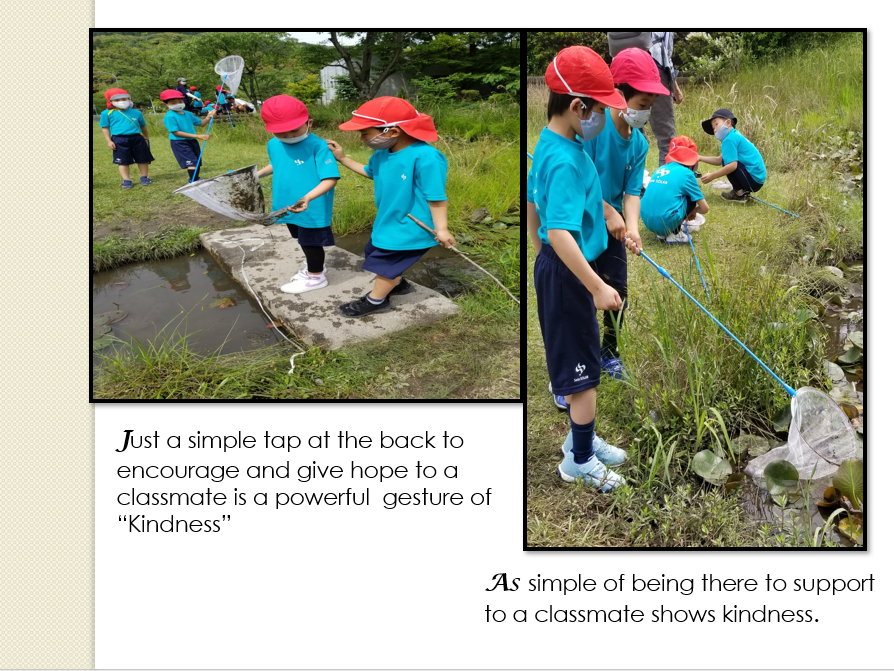 Just a simple tap at the back to
encourage and give hope to a
classmate is a powerful gesture of
“Kindness”
As simple of being there to support
to a classmate shows kindness.